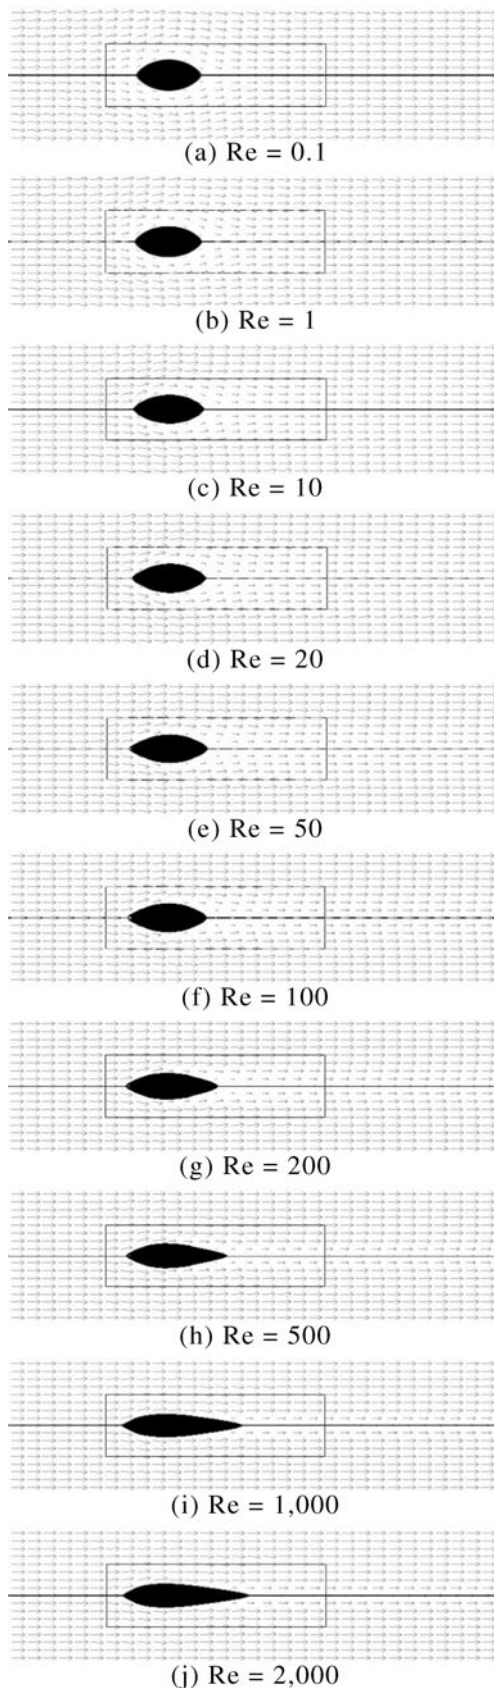 (a) Re = 0.1
(b) Re = 1
(c) Re = 10
(d) Re = 20
(e) Re = 50
(f) Re = 100
(g) Re = 200
(h) Re = 500
(i) Re = 1,000
(j) Re = 2,000